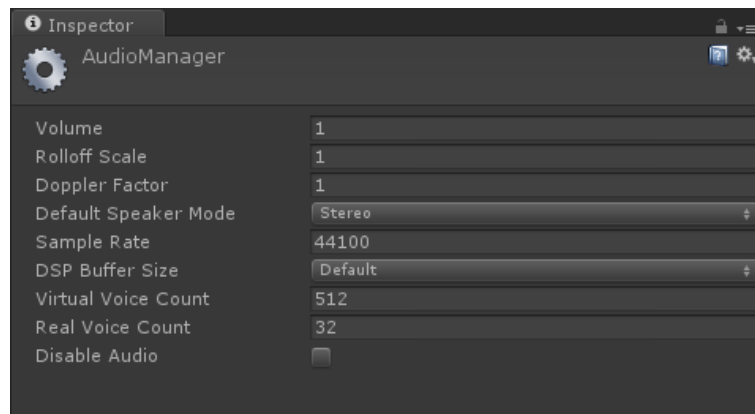 Inspector
AudioManager
Volume 1
Rolloff Scale 1
Doppler Factor 1
Default Speaker Mode Stereo
Sample Rate 44100
DSP Buffer Size Default
Virtual Voice Count 512
Real Voice Count 32
Disable Audio